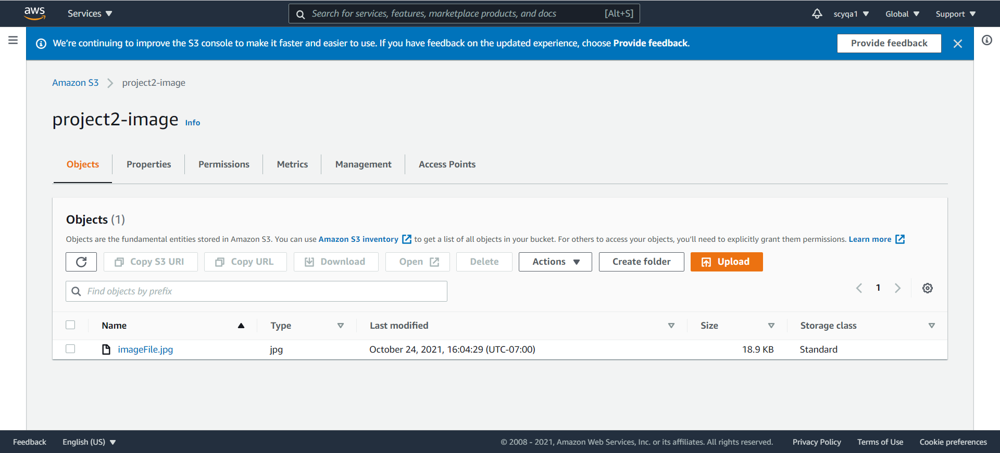 aws Services Search for services, features, marketplace products, and docs [Alt+S] scyqa1 Global Support
We're continuing to improve the S3 console to make it faster and easier to use. If you have feedback on the updated experience, choose Provide feedback. Provide feedback
Amazon S3 project2-image
project2-image Info
Objects Properties Permissions Metrics Management Access Points
Objects (1)
Objects are the fundamental entities stored in Amazon S3. You can use Amazon S3 inventory to get a list of all objects in your bucket. For others to access your objects, you'll need to explicitly grant them permissions. Learn more
Copy S3 URI Copy URL Download Open Delete Actions Create folder Upload
Find objects by prefix 1
Name Type Last modified Size Storage class
imageFile.jpg jpg October 24, 2021, 16:04:29 (UTC-07:00) 18.9 KB Standard
Feedback English (US) © 2008 - 2021, Amazon Web Services, Inc. or its affiliates. All rights reserved. Privacy Policy Terms of Use Cookie preferences